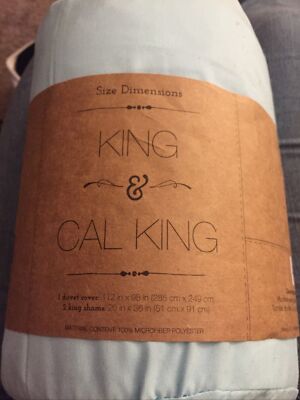 Size Dimensions
KING
&
CAL KING
1 duvet cover: 112 in x 98 in (285 cm x 249 cm
2 king shams: 20 in x 36 in (51 cm x 91 cm)
MATERIAL CONTENT: 100% MICROFIBER POLYESTER